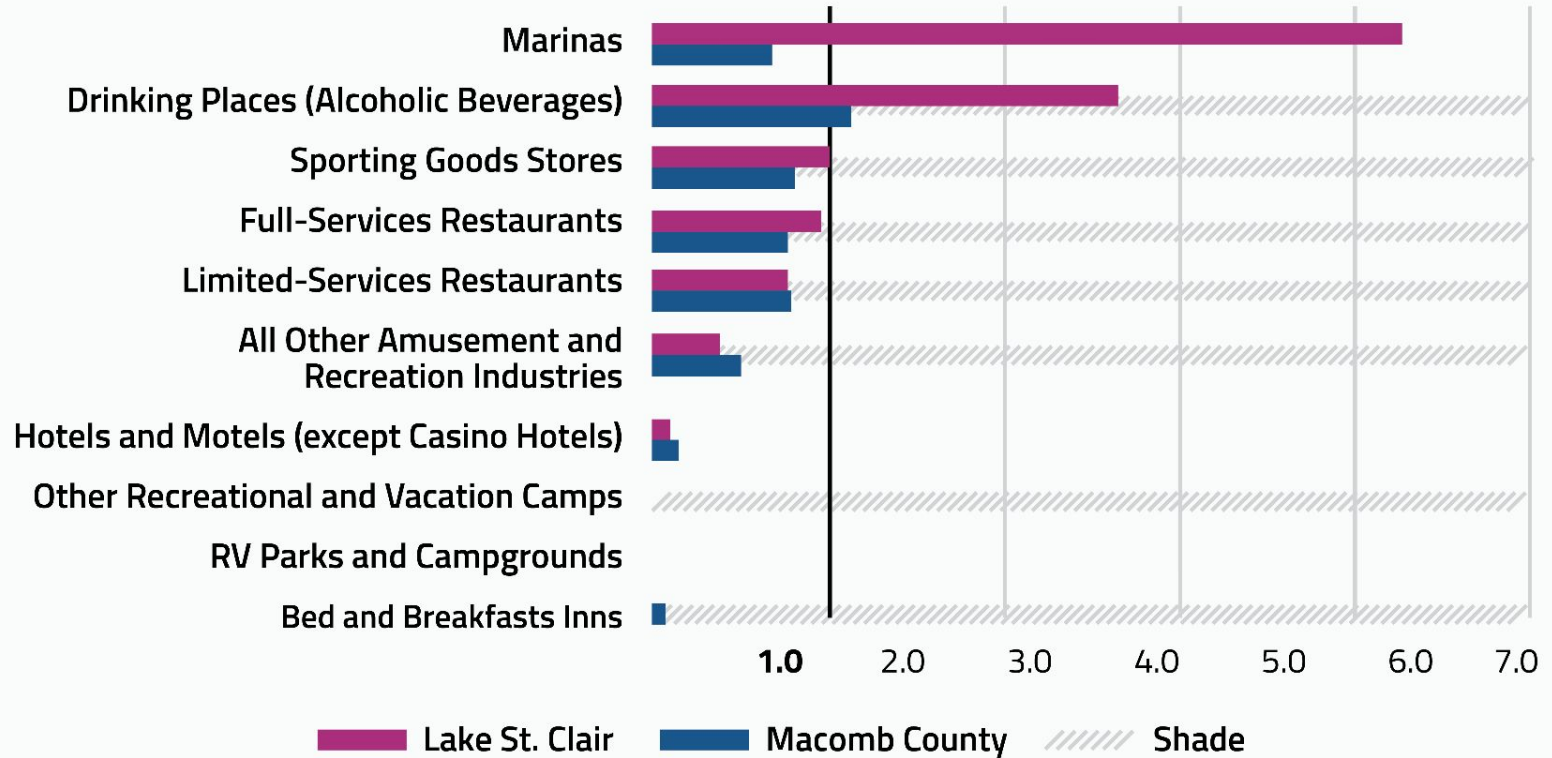 Marinas
Drinking Places (Alcoholic Beverages)
Sporting Goods Stores
Full-Services Restaurants
Limited-Services Restaurants
All Other Amusement and
Recreation Industries
Hotels and Motels (except Casino Hotels)
Other Recreational and Vacation Camps
RV Parks and Campgrounds
Bed and Breakfasts Inns
1.0 2.0 3.0 4.0 5.0 6.0 7.0
Lake St. Clair Macomb County Shade